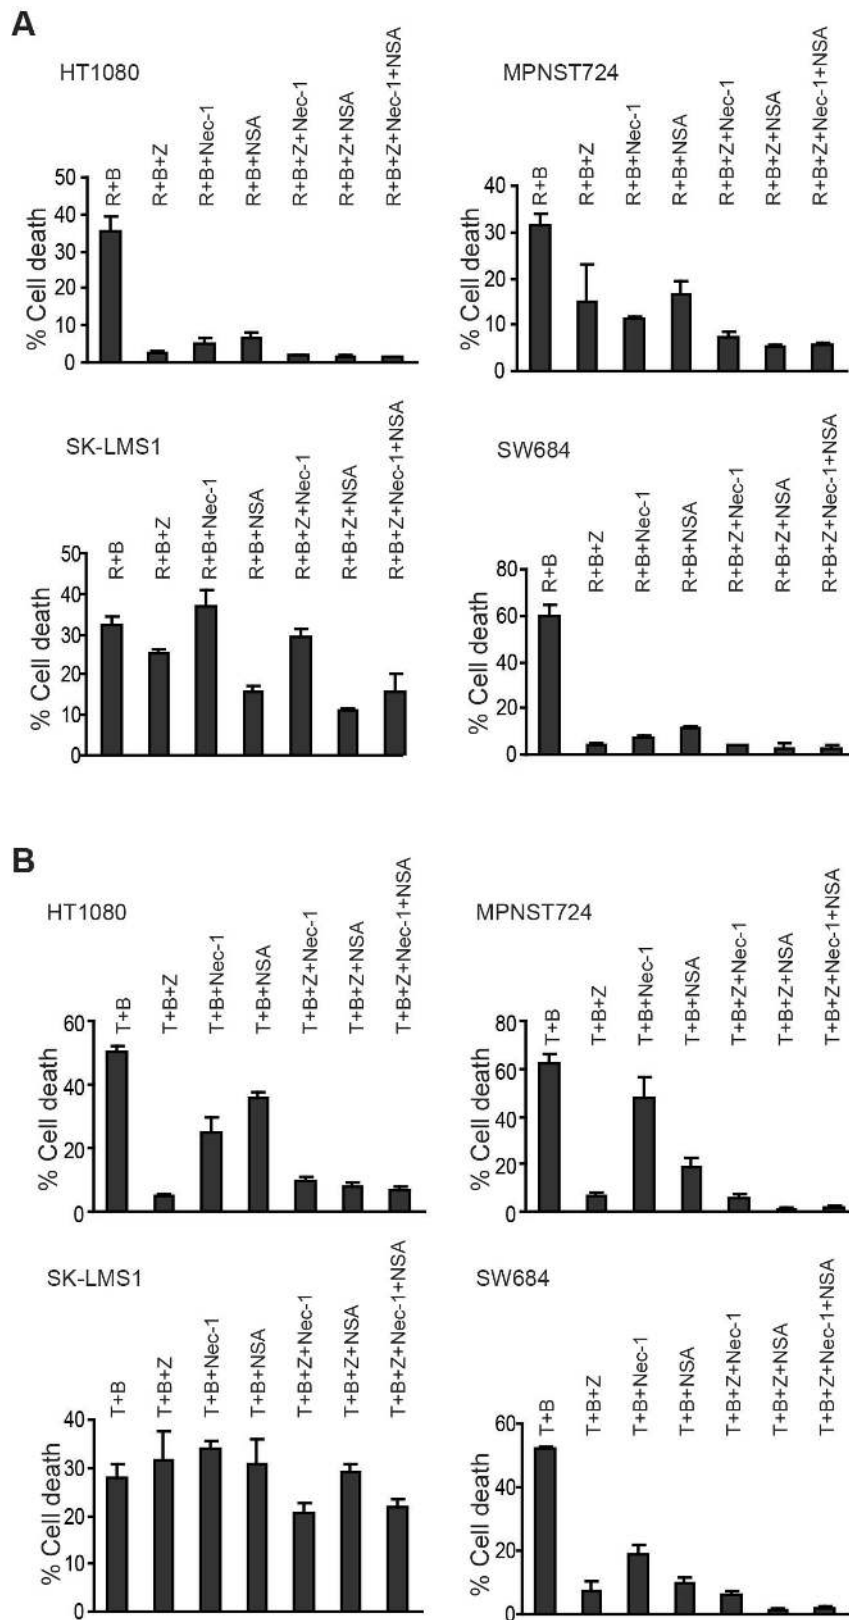 A
HT1080
R+B
R+B+Z
R+B+Nec-1
R+B+NSA
R+B+Z+Nec-1
R+B+Z+NSA
R+B+Z+Nec-1+NSA
% Cell death
50
40
30
20
10
0
MPNST724
R+B
R+B+Z
R+B+Nec-1
R+B+NSA
R+B+Z+Nec-1
R+B+Z+NSA
R+B+Z+Nec-1+NSA
% Cell death
40
30
20
10
0
SK-LMS1
R+B
R+B+Z
R+B+Nec-1
R+B+NSA
R+B+Z+Nec-1
R+B+Z+NSA
R+B+Z+Nec-1+NSA
% Cell death
50
40
30
20
10
0
SW684
R+B
R+B+Z
R+B+Nec-1
R+B+NSA
R+B+Z+Nec-1
R+B+Z+NSA
R+B+Z+Nec-1+NSA
% Cell death
80
60
40
20
0
B
HT1080
T+B
T+B+Z
T+B+Nec-1
T+B+NSA
T+B+Z+Nec-1
T+B+Z+NSA
T+B+Z+Nec-1+NSA
% Cell death
60
40
20
0
MPNST724
T+B
T+B+Z
T+B+Nec-1
T+B+NSA
T+B+Z+Nec-1
T+B+Z+NSA
T+B+Z+Nec-1+NSA
% Cell death
80
60
40
20
0
SK-LMS1
T+B
T+B+Z
T+B+Nec-1
T+B+NSA
T+B+Z+Nec-1
T+B+Z+NSA
T+B+Z+Nec-1+NSA
% Cell death
40
30
20
10
0
SW684
T+B
T+B+Z
T+B+Nec-1
T+B+NSA
T+B+Z+Nec-1
T+B+Z+NSA
T+B+Z+Nec-1+NSA
% Cell death
60
40
20
0